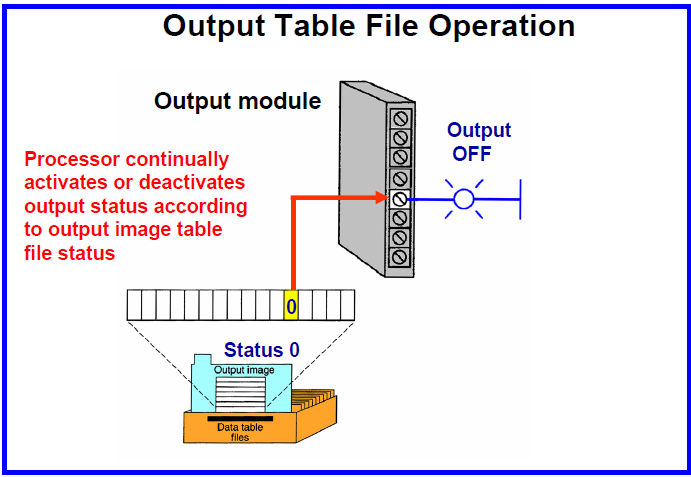 Output Table File Operation
Output module
Output
OFF
Processor continually
activates or deactivates
output status according
to output image table
file status
0
Status 0
Output image
Data table
files